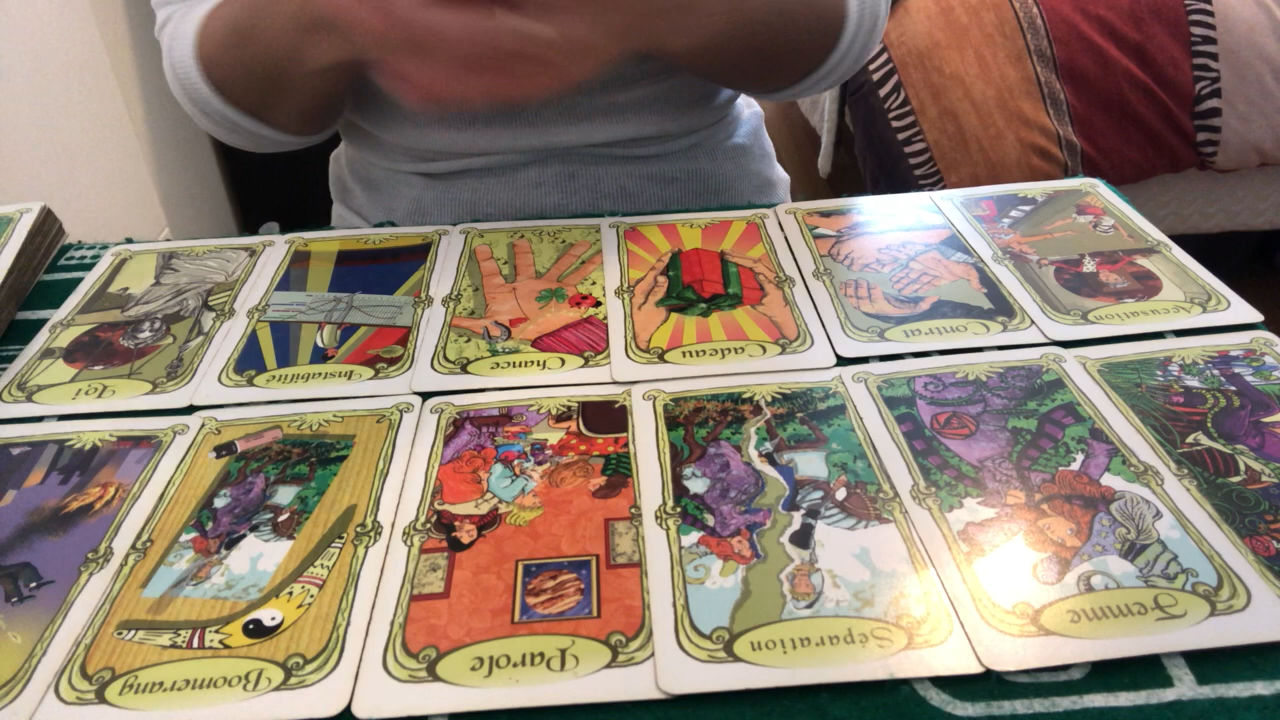 Loi
Instabilité
Chance
Cadeau
Contrat
Accusation
Boomerang
Parole
Séparation
Femme